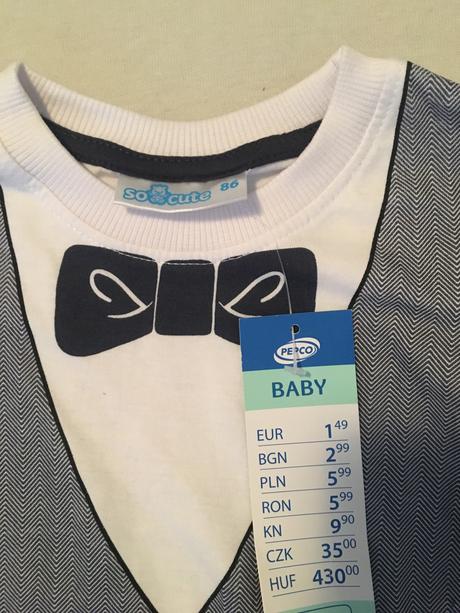 so cute 86
PEPCO
BABY
EUR 1 49
BGN 2 99
PLN 5 99
RON 5 99
KN 9 90
CZK 35 00
HUF 430 00